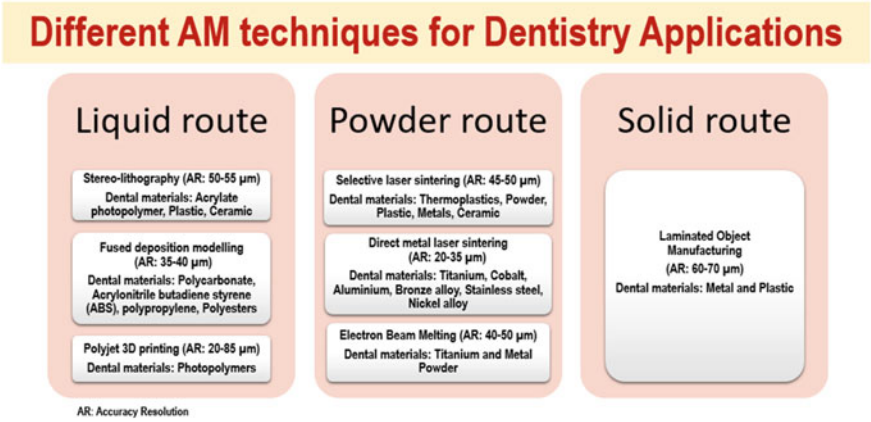 Different AM techniques for Dentistry Applications
Liquid route
Stereo-lithography (AR: 50-55 µm)
Dental materials: Acrylate
photopolymer, Plastic, Ceramic
Fused deposition modelling
(AR: 35-40 µm)
Dental materials: Polycarbonate,
Acrylonitrile butadiene styrene
(ABS), polypropylene, Polyesters
Polyjet 3D printing (AR: 20-85 µm)
Dental materials: Photopolymers
Powder route
Selective laser sintering (AR: 45-50 µm)
Dental materials: Thermoplastics, Powder,
Plastic, Metals, Ceramic
Direct metal laser sintering
(AR: 20-35 µm)
Dental materials: Titanium, Cobalt,
Aluminium, Bronze alloy, Stainless steel,
Nickel alloy
Electron Beam Melting (AR: 40-50 µm)
Dental materials: Titanium and Metal
Powder
Solid route
Laminated Object
Manufacturing
(AR: 60-70 µm)
Dental materials: Metal and Plastic
AR: Accuracy Resolution